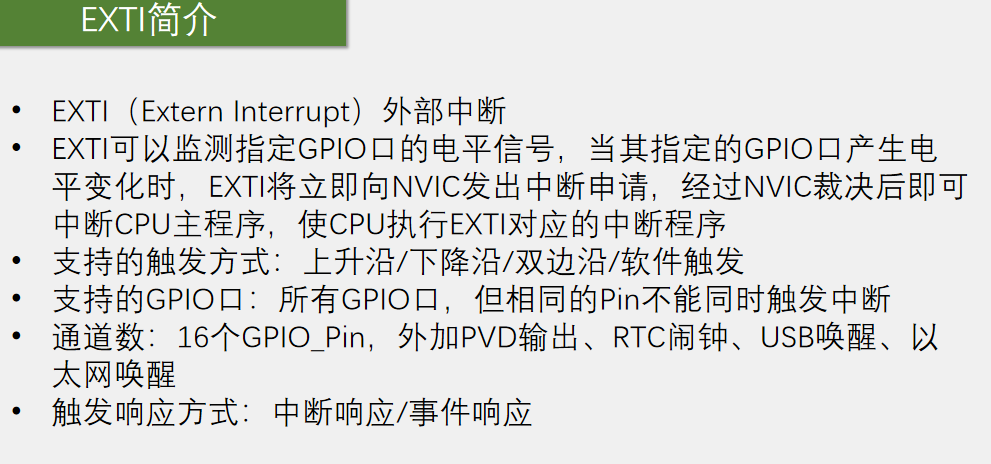 EXTI简介
• EXTI（Extern Interrupt）外部中断
• EXTI可以监测指定GPIO口的电平信号，当其指定的GPIO口产生电
平变化时，EXTI将立即向NVIC发出中断申请，经过NVIC裁决后即可
中断CPU主程序，使CPU执行EXTI对应的中断程序
• 支持的触发方式：上升沿/下降沿/双边沿/软件触发
• 支持的GPIO口：所有GPIO口，但相同的Pin不能同时触发中断
• 通道数：16个GPIO_Pin，外加PVD输出、RTC闹钟、USB唤醒、以
太网唤醒
• 触发响应方式：中断响应/事件响应